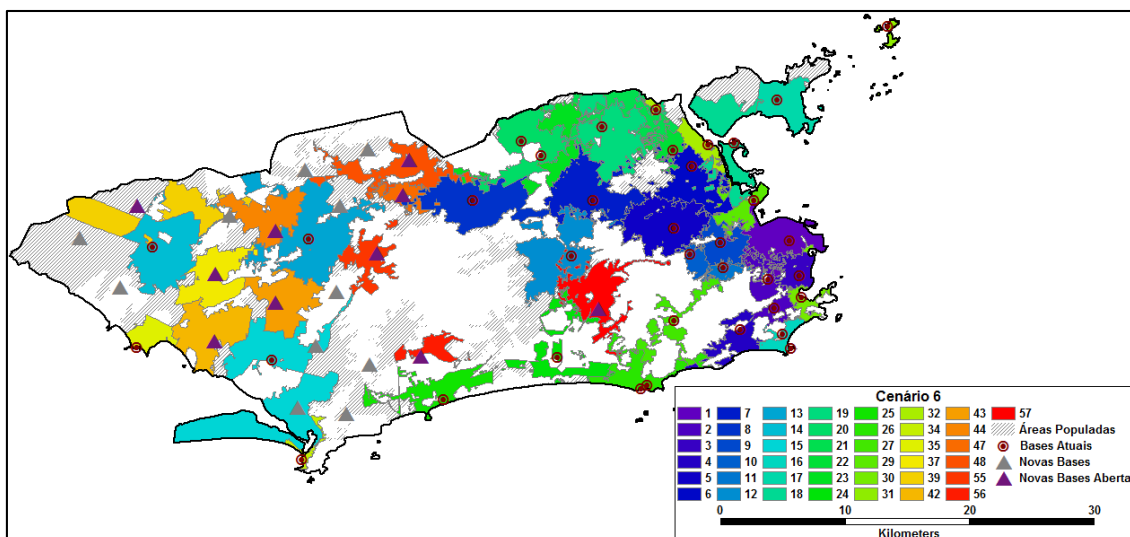 Cenário 6
1 7 13 19 25 32 43 57
2 8 14 20 26 34 44 Áreas Populadas
3 9 15 21 27 35 47 Bases Atuais
4 10 16 22 29 37 48 Novas Bases
5 11 17 23 30 39 55 Novas Bases Aberta
6 12 18 24 31 42 56
0 10 20 30
Kilometers